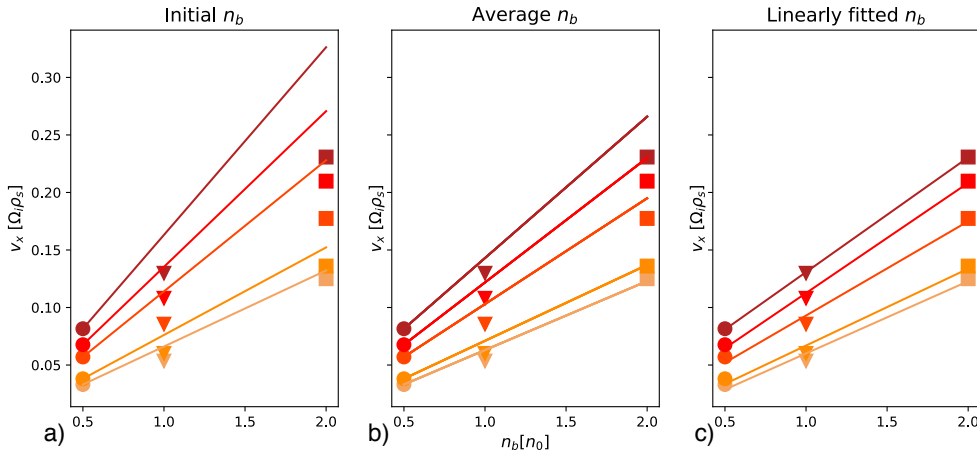 Initial n_b
Average n_b
Linearly fitted n_b
v_x [Ω_iρ_s]
0.30
0.25
0.20
0.15
0.10
0.05
0.5 1.0 1.5 2.0
a)
v_x [Ω_iρ_s]
0.5 1.0 1.5 2.0
b)
n_b[n_0]
v_x [Ω_iρ_s]
0.5 1.0 1.5 2.0
c)